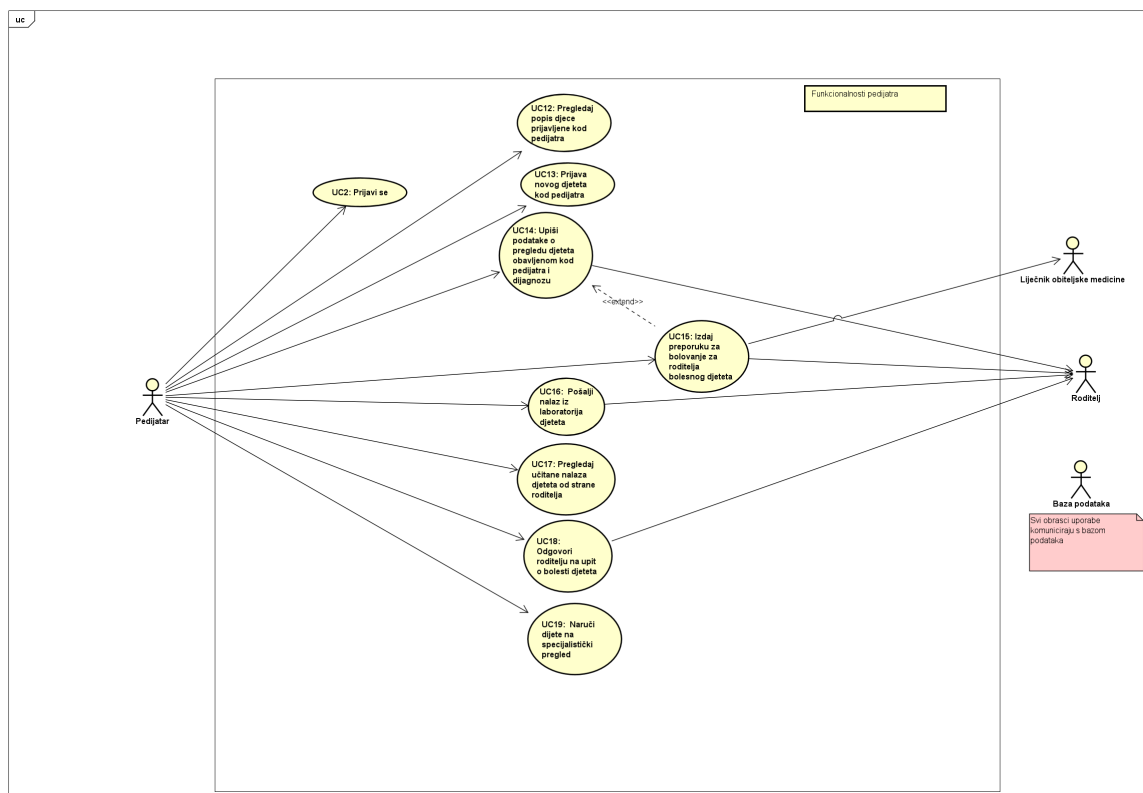 uc
Funkcionalnosti pedijatra
UC12: Pregledaj
popis djece
prijavljene kod
pedijatra
UC2: Prijavi se
UC13: Prijava
novog djeteta
kod pedijatra
UC14: Upiši
podatake o
pregledu djeteta
obavljenom kod
pedijatra i
dijagnozu
<<extend>>
Liječnik obiteljske medicine
UC15: Izdaj
preporuku za
bolovanje za
roditelja
bolesnog djeteta
Pedijatar
Roditelj
UC16: Pošalji
nalaz iz
laboratorija
djeteta
UC17: Pregledaj
učitane nalaza
djeteta od strane
roditelja
Baza podataka
Svi obrasci uporabe
komuniciraju s bazom
podataka
UC18:
Odgovori
roditelju na upit
o bolesti djeteta
UC19: Naruči
dijete na
specijalistički
pregled